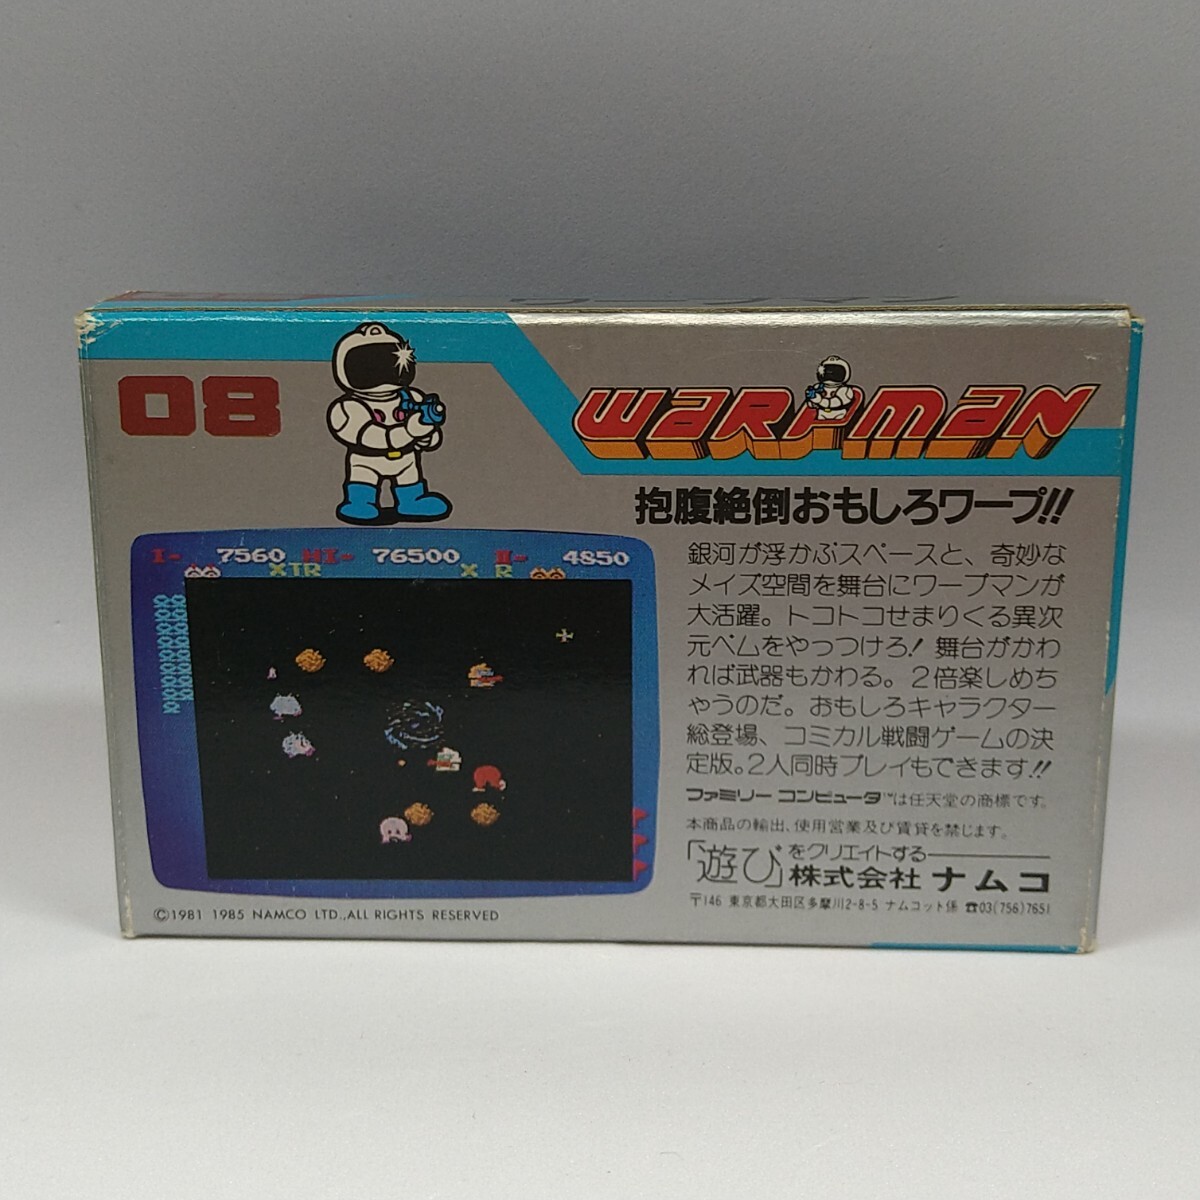 ワープマン
08
WARPMAN
抱腹絶倒おもしろワープ!!
I- 7560 HI- 76500 II- 4850
XTR X R
銀河が浮かぶスペースと、奇妙な
メイズ空間を舞台にワープマンが
大活躍。トコトコせまりくる異次
元ベムをやっつけろ!舞台がかわ
れば武器もかわる。2倍楽しめち
ゃうのだ。おもしろキャラクター
総登場、コミカル戦闘ゲームの決
定版。2人同時プレイもできます!!
ファミリー コンピュータ™は任天堂の商標です。
本商品の輸出、使用営業及び賃貸を禁じます。
「遊び」をクリエイトする
株式会社 ナムコ
〒146 東京都大田区多摩川2-8-5 ナムコット係 ☎03(756)7651
©1981 1985 NAMCO LTD.,ALL RIGHTS RESERVED